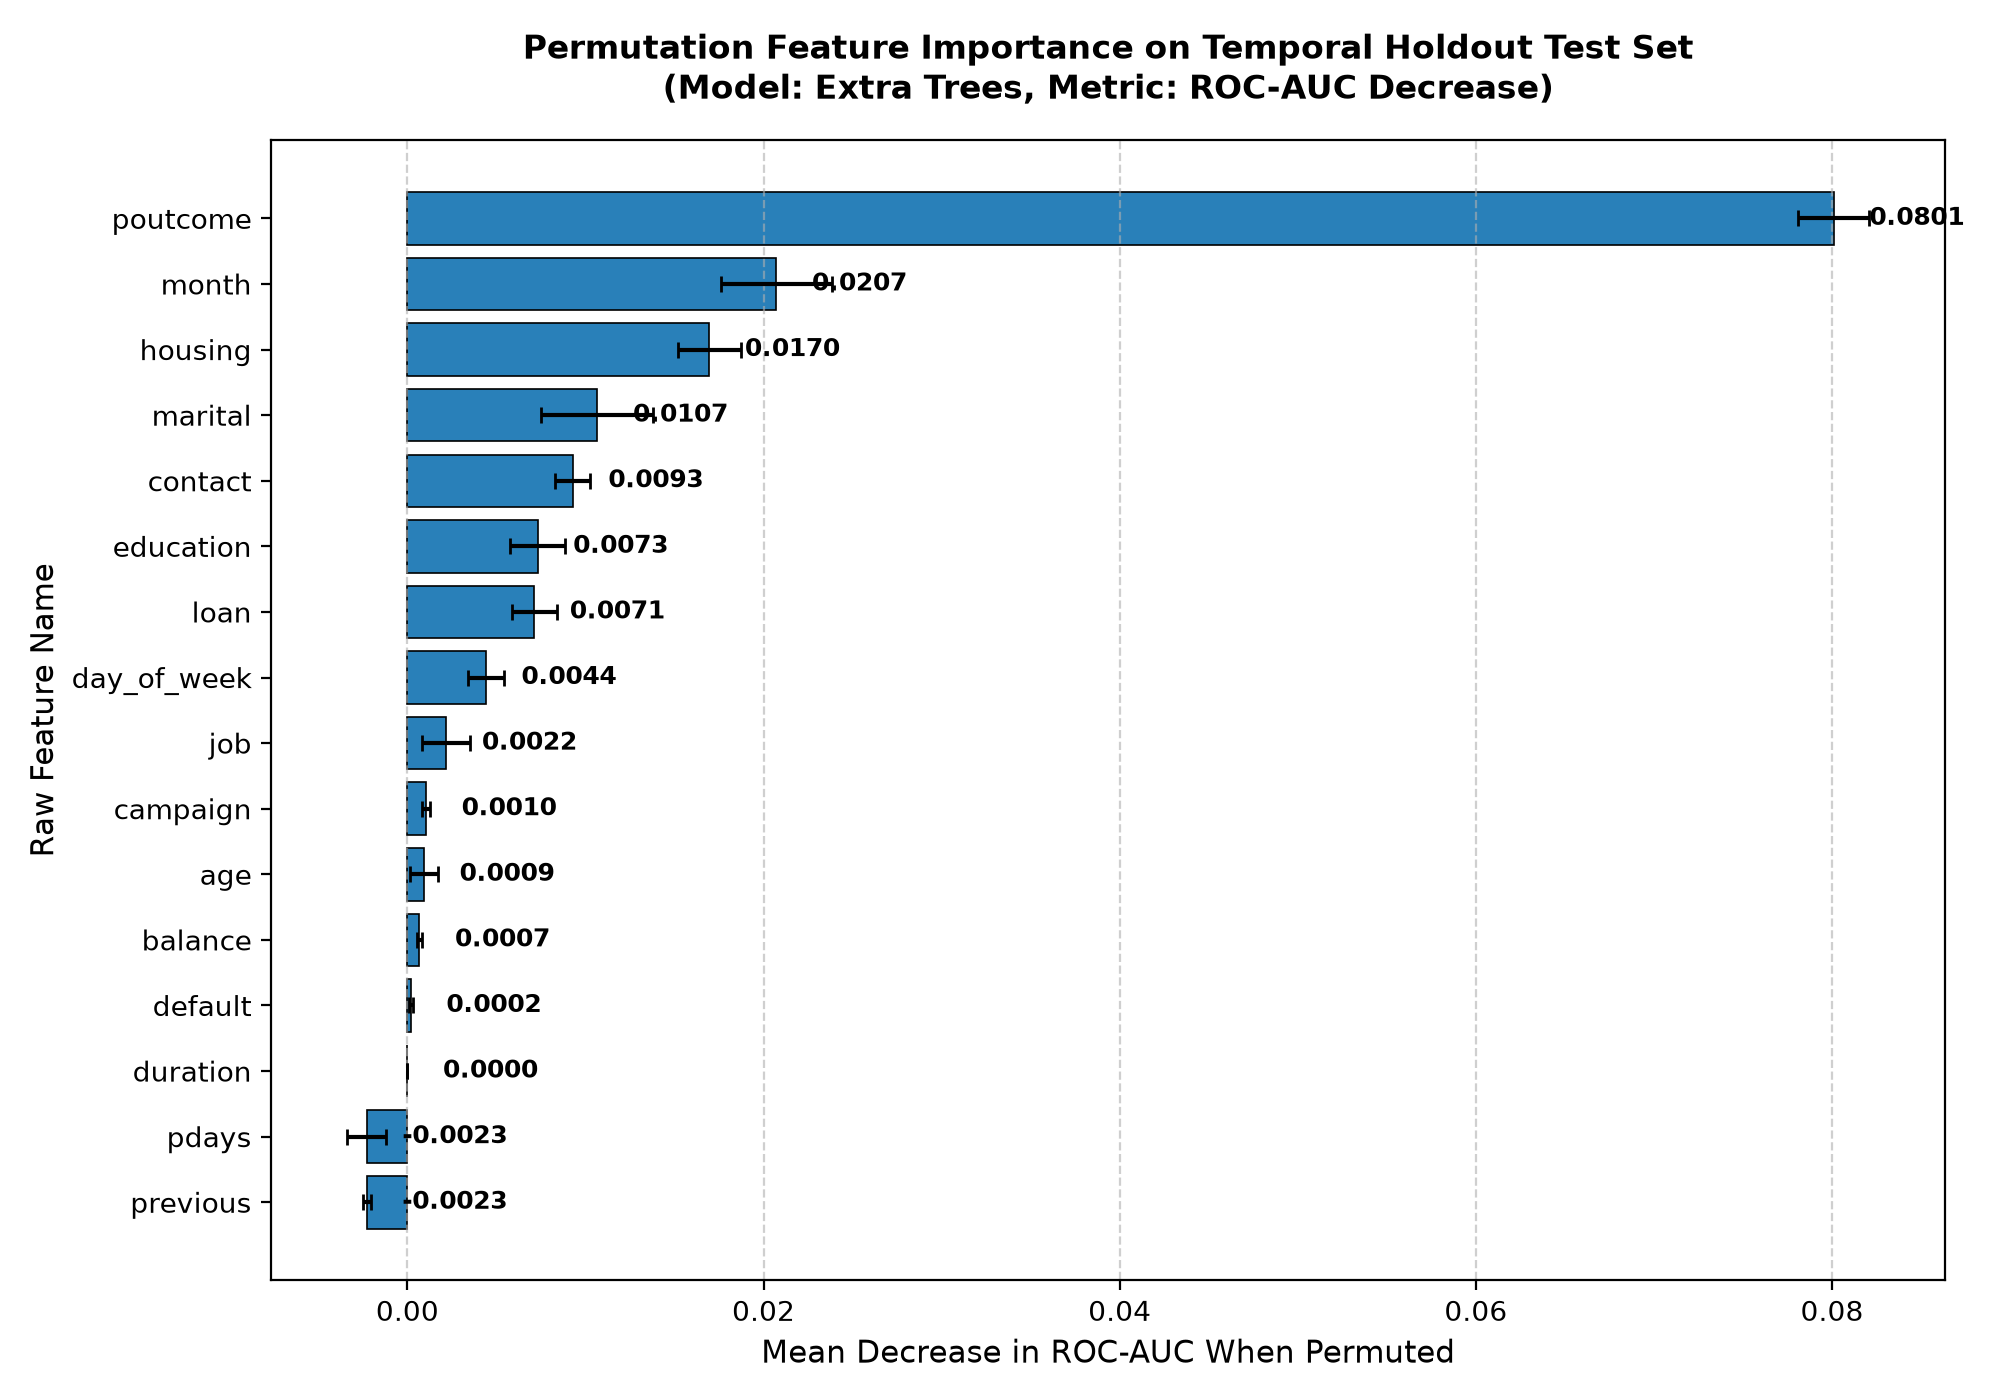 Permutation Feature Importance on Temporal Holdout Test Set
(Model: Extra Trees, Metric: ROC-AUC Decrease)
Raw Feature Name
poutcome 0.0801
month 0.0207
housing 0.0170
marital 0.0107
contact 0.0093
education 0.0073
loan 0.0071
day_of_week 0.0044
job 0.0022
campaign 0.0010
age 0.0009
balance 0.0007
default 0.0002
duration 0.0000
pdays -0.0023
previous -0.0023
0.00 0.02 0.04 0.06 0.08
Mean Decrease in ROC-AUC When Permuted